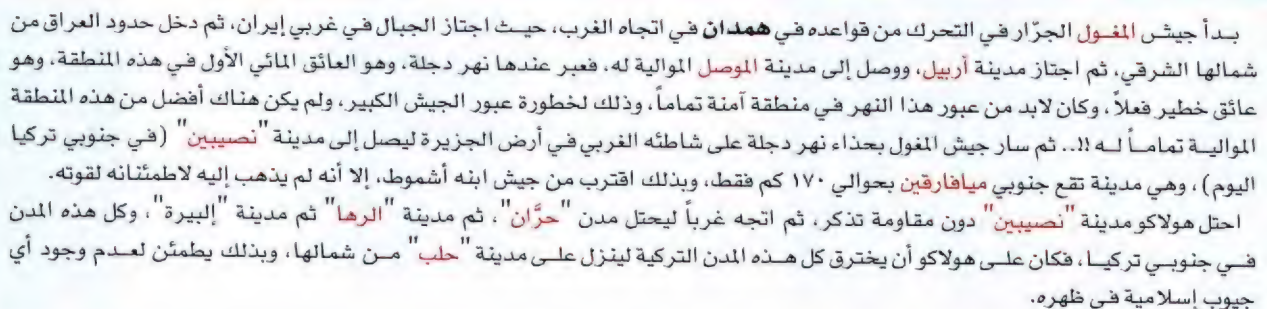 بدأ جيش المغول الجرّار في التحرك من قواعده في همدان في اتجاه الغرب، حيث اجتاز الجبال في غربي إيران، ثم دخل حدود العراق من
شمالها الشرقي، ثم اجتاز مدينة أربيل، ووصل إلى مدينة الموصل الموالية له، فعبر عندها نهر دجلة، وهو العائق المائي الأول في هذه المنطقة، وهو
عائق خطير فعلاً، وكان لابد من عبور هذا النهر في منطقة آمنة تماماً، وذلك لخطورة عبور الجيش الكبير، ولم يكن هناك أفضل من هذه المنطقة
الموالية تماماً له !!.. ثم سار جيش المغول بحذاء نهر دجلة على شاطئه الغربي في أرض الجزيرة ليصل إلى مدينة "نصيبين" (في جنوبي تركيا
اليوم)، وهي مدينة تقع جنوبي ميافارقين بحوالي ١٧٠ كم فقط، وبذلك اقترب من جيش ابنه أشموط، إلا أنه لم يذهب إليه لاطمئنانه لقوته.
احتل هولاكو مدينة "نصيبين" دون مقاومة تذكر، ثم اتجه غرباً ليحتل مدن "حرَّان"، ثم مدينة "الرها" ثم مدينة "إلبيرة"، وكل هذه المدن
في جنوبي تركيا، فكان على هولاكو أن يخترق كل هذه المدن التركية لينزل على مدينة "حلب" من شمالها، وبذلك يطمئن لعدم وجود أي
جيوب إسلامية في ظهره.